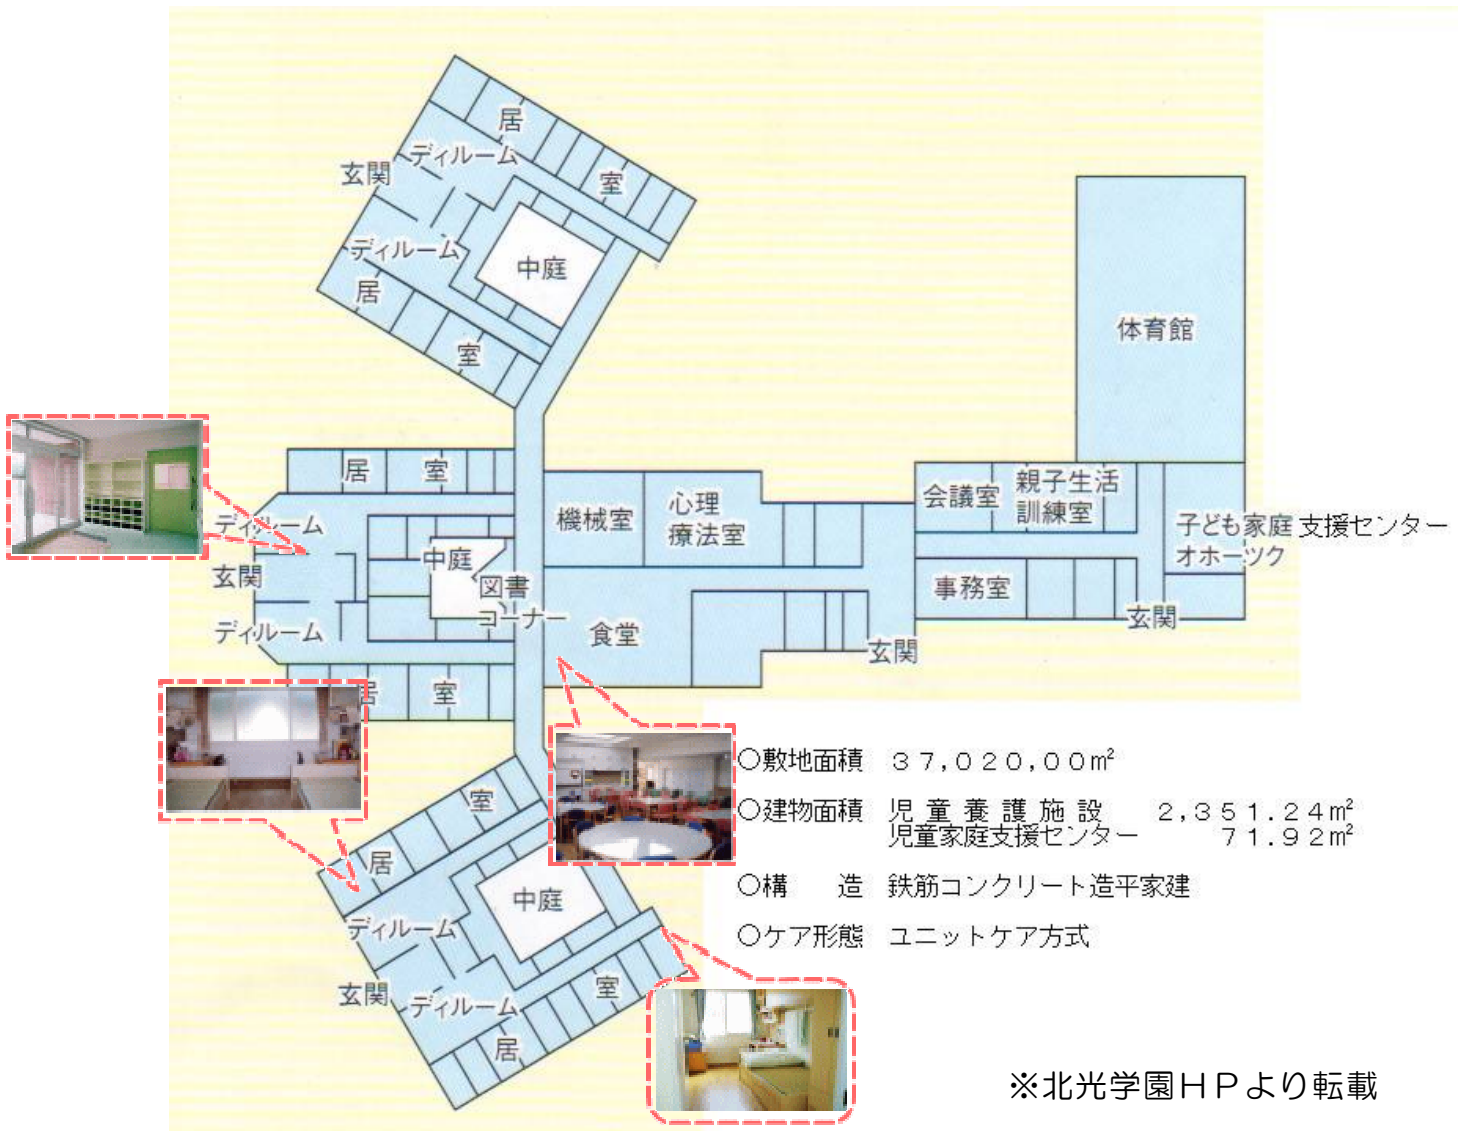 居
ディルーム
室
玄関
ディルーム
中庭
居
室
体育館
居 室
機械室
心理
療法室
会議室
親子生活
訓練室
ディルーム
中庭
子ども家庭支援センター
オホーツク
玄関
図書
コーナー
事務室
ディルーム
食堂
玄関
玄関
居 室
室
居
中庭
ディルーム
玄関
ディルーム
室
居
○敷地面積 37,020,00㎡
○建物面積 児童養護施設 2,351.24㎡
児童家庭支援センター 71.92㎡
○構造 鉄筋コンクリート造平家建
○ケア形態 ユニットケア方式
※北光学園HPより転載